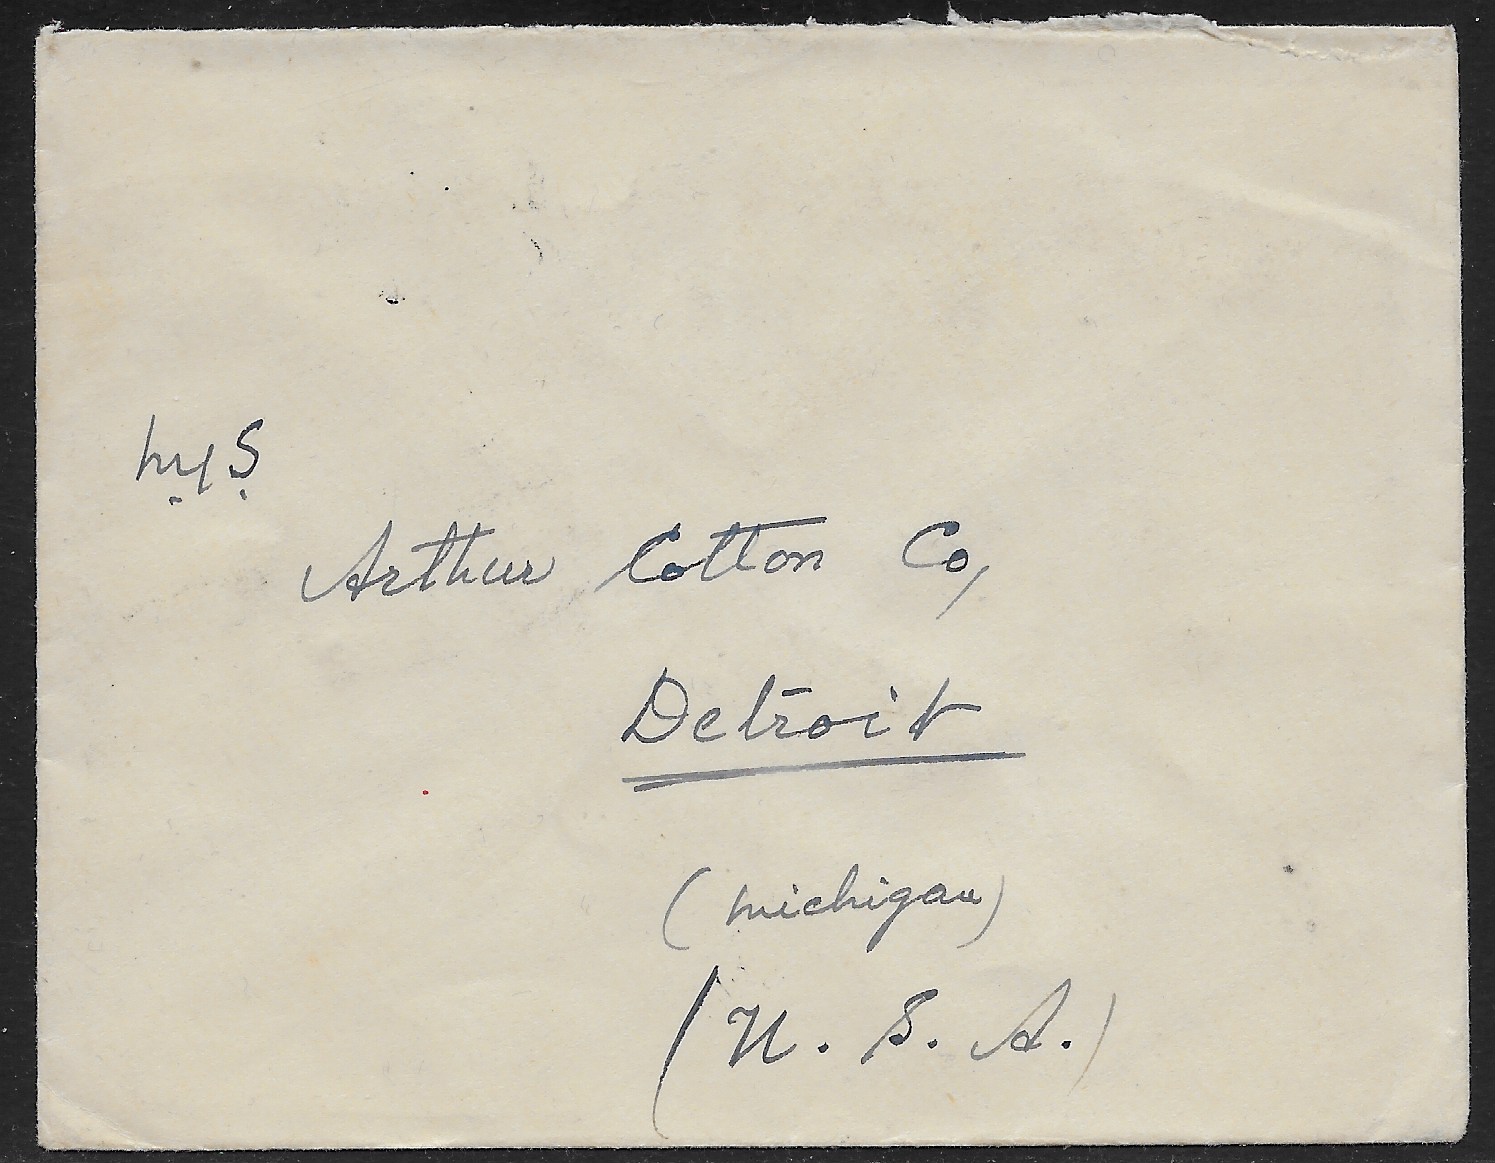 M/S
Arthur Cotton Co,
Detroit
(Michigan)
(U. S. A.)